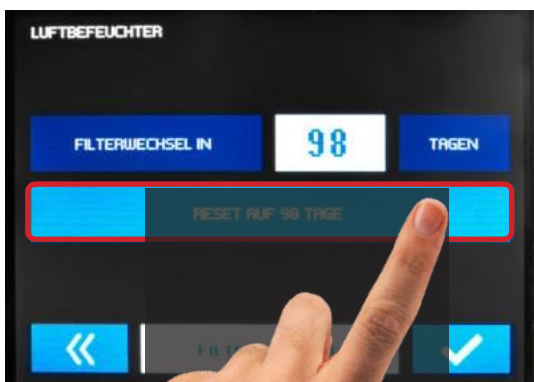 LUFTBEFEUCHTER
FILTERWECHSEL IN 98 TAGEN
RESET AUF 98 TAGE